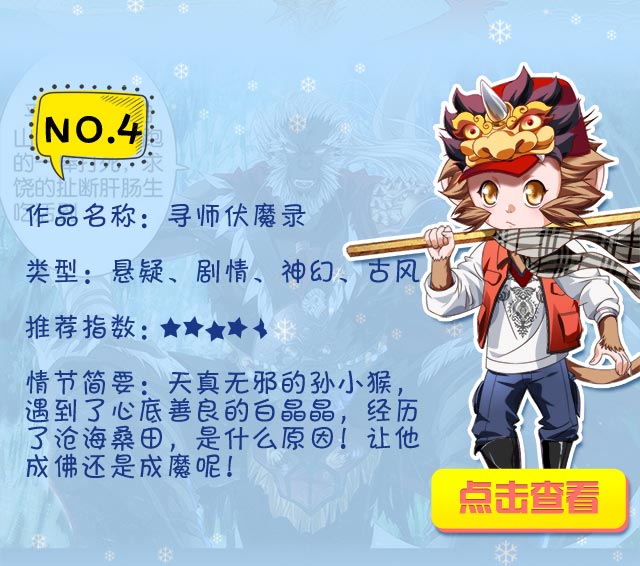 NO.4
作品名称：寻师伏魔录
类型：悬疑、剧情、神幻、古风
推荐指数：
情节简要：天真无邪的孙小猴，
遇到了心底善良的白晶晶，经历
了沧海桑田，是什么原因！让他
成佛还是成魔呢！
点击查看